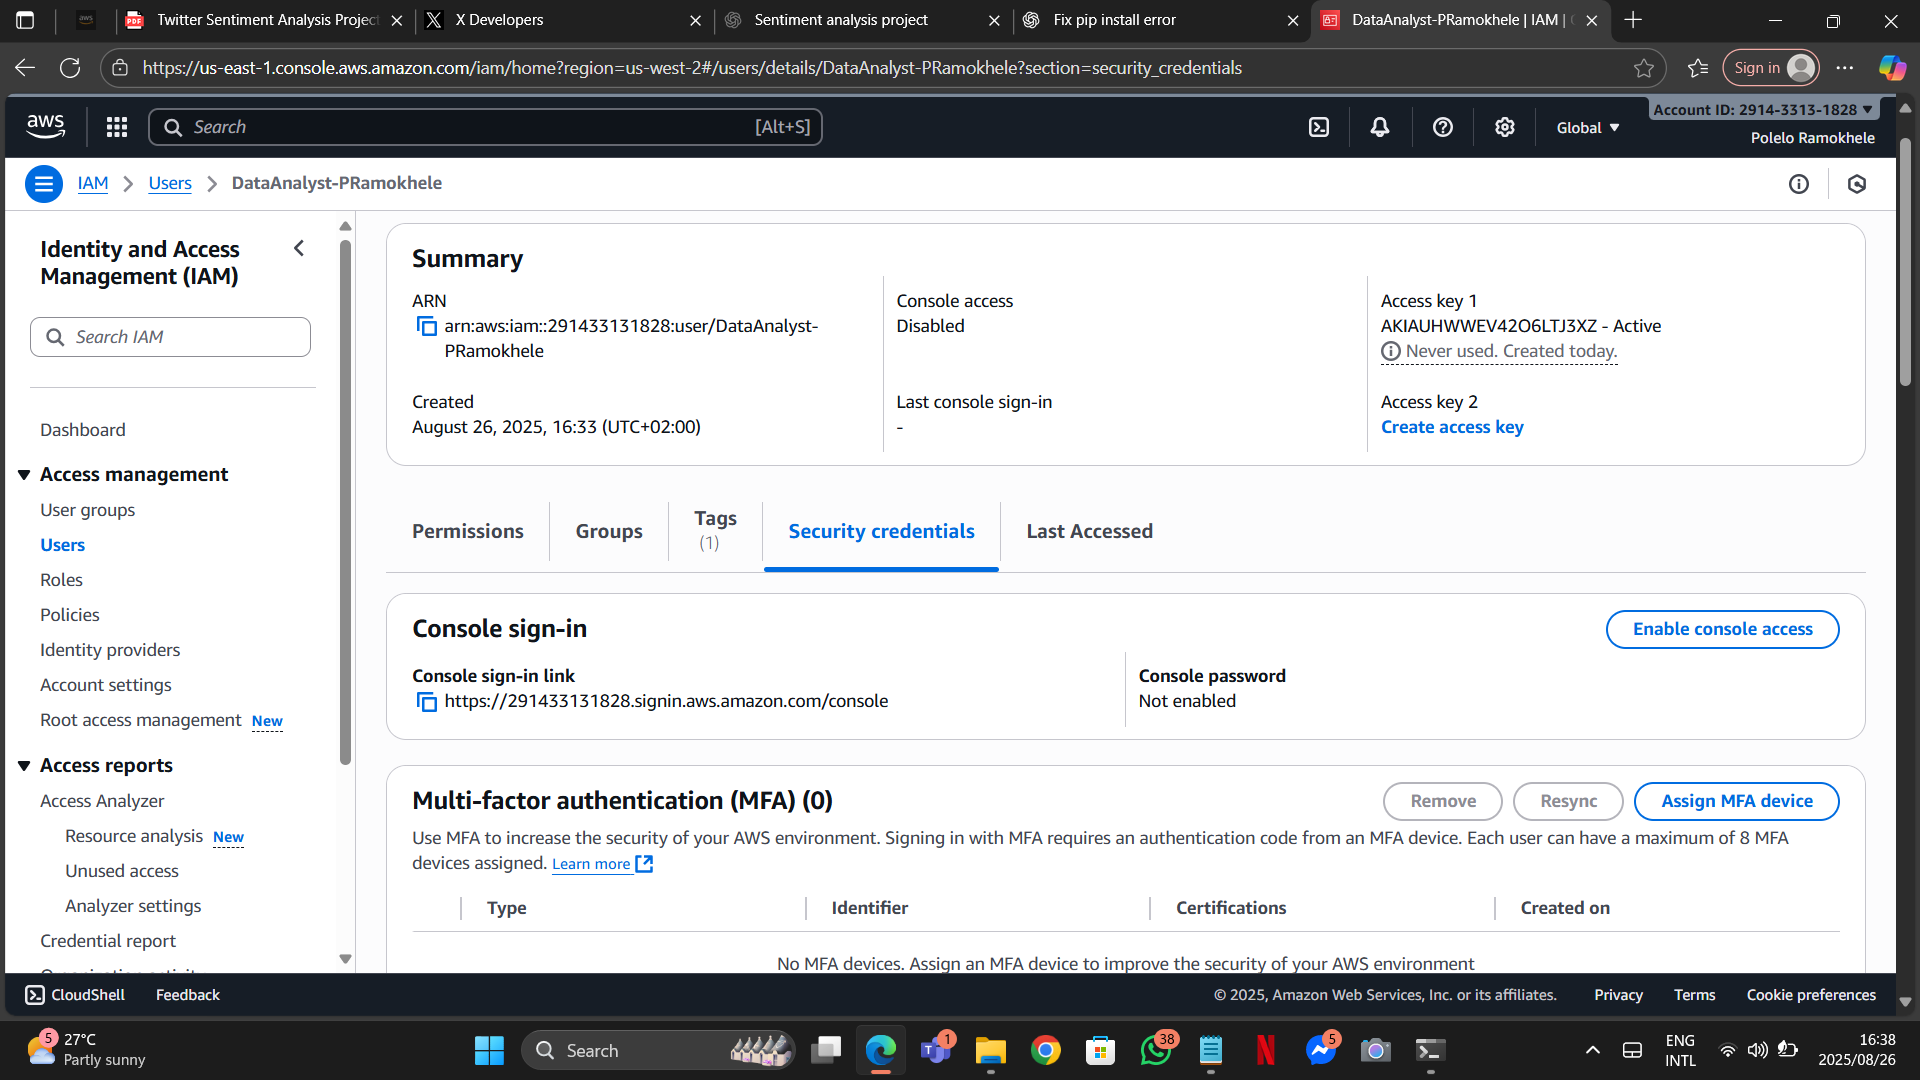 Twitter Sentiment Analysis Project
X Developers
Sentiment analysis project
Fix pip install error
DataAnalyst-PRamokhele | IAM |
https://us-east-1.console.aws.amazon.com/iam/home?region=us-west-2#/users/details/DataAnalyst-PRamokhele?section=security_credentials
Sign in
aws
Search
[Alt+S]
Global
Account ID: 2914-3313-1828
Polelo Ramokhele
IAM
Users
DataAnalyst-PRamokhele
Identity and Access
Management (IAM)
Search IAM
Dashboard
Access management
User groups
Users
Roles
Policies
Identity providers
Account settings
Root access management New
Access reports
Access Analyzer
Resource analysis New
Unused access
Analyzer settings
Credential report
Summary
ARN
arn:aws:iam::291433131828:user/DataAnalyst-
PRamokhele
Created
August 26, 2025, 16:33 (UTC+02:00)
Console access
Disabled
Last console sign-in
-
Access key 1
AKIAUHWWEV42O6LTJ3XZ - Active
Never used. Created today.
Access key 2
Create access key
Permissions
Groups
Tags
(1)
Security credentials
Last Accessed
Console sign-in
Enable console access
Console sign-in link
https://291433131828.signin.aws.amazon.com/console
Console password
Not enabled
Multi-factor authentication (MFA) (0)
Remove
Resync
Assign MFA device
Use MFA to increase the security of your AWS environment. Signing in with MFA requires an authentication code from an MFA device. Each user can have a maximum of 8 MFA
devices assigned. Learn more
Type
Identifier
Certifications
Created on
No MFA devices. Assign an MFA device to improve the security of your AWS environment
CloudShell
Feedback
© 2025, Amazon Web Services, Inc. or its affiliates.
Privacy
Terms
Cookie preferences
5
27°C
Partly sunny
Search
1
38
5
ENG
INTL
16:38
2025/08/26